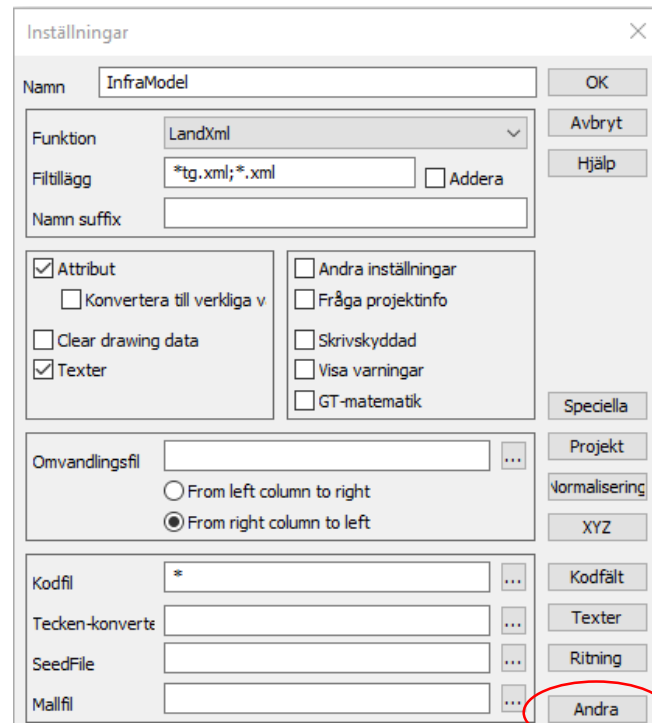 Inställningar
Namn InfraModel OK
Funktion LandXml Avbryt
Filtillägg *tg.xml;*.xml Addera Hjälp
Namn suffix
Attribut Andra inställningar
Konvertera till verkliga v Fråga projektinfo
Clear drawing data Skrivskyddad
Texter Visa varningar
GT-matematik Speciella
Omvandlingsfil ... Projekt
From left column to right Normalisering
From right column to left XYZ
Kodfil * ... Kodfält
Tecken-konverte ... Texter
SeedFile ... Ritning
Mallfil ... Andra